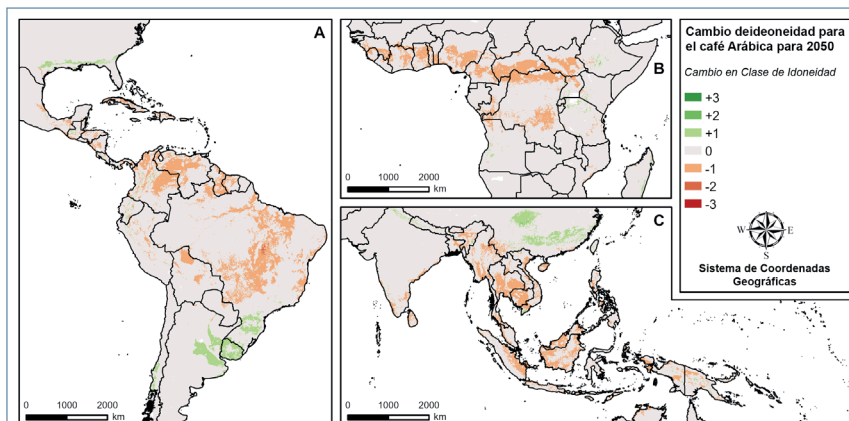 A
0 1000 2000
km
B
0 1000 2000
km
C
0 1000 2000
km
Cambio deideoneidad para
el café Arábica para 2050
Cambio en Clase de Idoneidad
+3
+2
+1
0
-1
-2
-3
N
W E
S
Sistema de Coordenadas
Geográficas